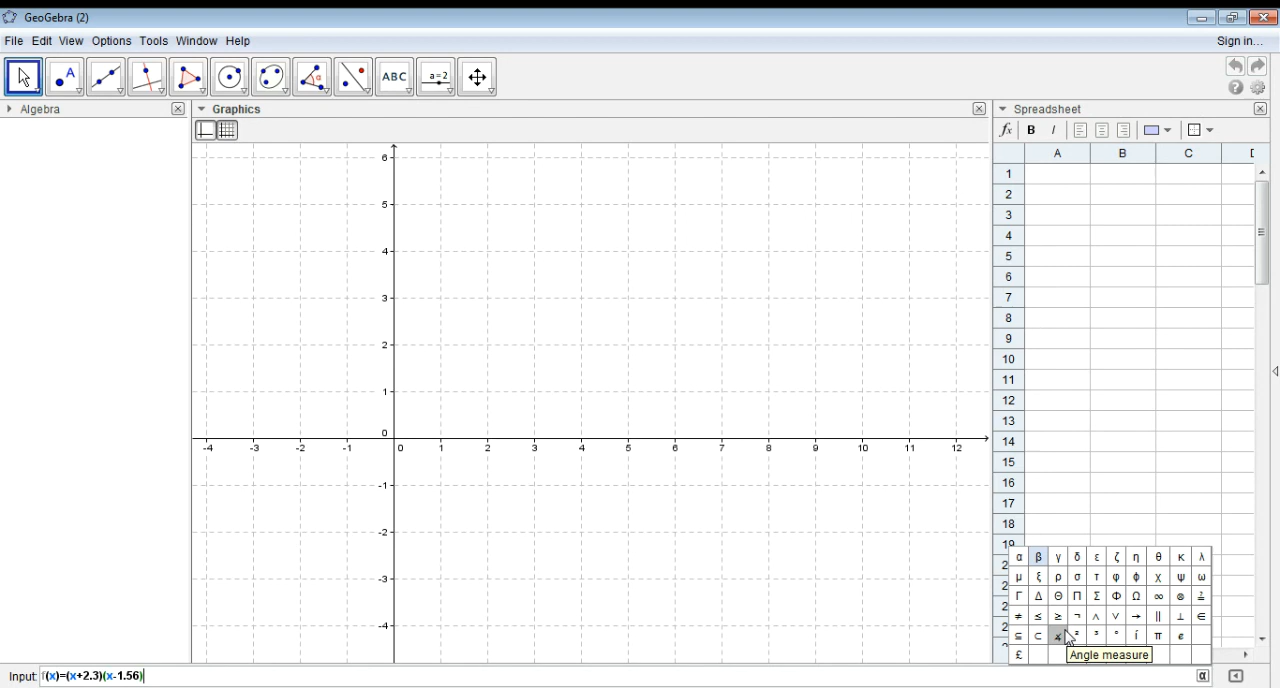 GeoGebra (2)
File Edit View Options Tools Window Help
Sign in...
A ABC a=2 α
Algebra
Graphics
Spreadsheet
fx B I
A B C
6
5
4
3
2
1
0
-4 -3 -2 -1 0 1 2 3 4 5 6 7 8 9 10 11 12
-1
-2
-3
-4
1
2
3
4
5
6
7
8
9
10
11
12
13
14
15
16
17
18
19
α β γ δ ε ζ η θ κ λ
μ ξ ρ σ τ φ ϕ χ ψ ω
Γ Δ Θ Π Σ Φ Ω ∞ ⊗ ≟
≠ ≤ ≥ ¬ ∧ ∨ → ∥ ⊥ ∈
⊆ ⊂ ∡ ² ³ ° í π e
£
Angle measure
Input: f(x)=(x+2.3)(x-1.56) α